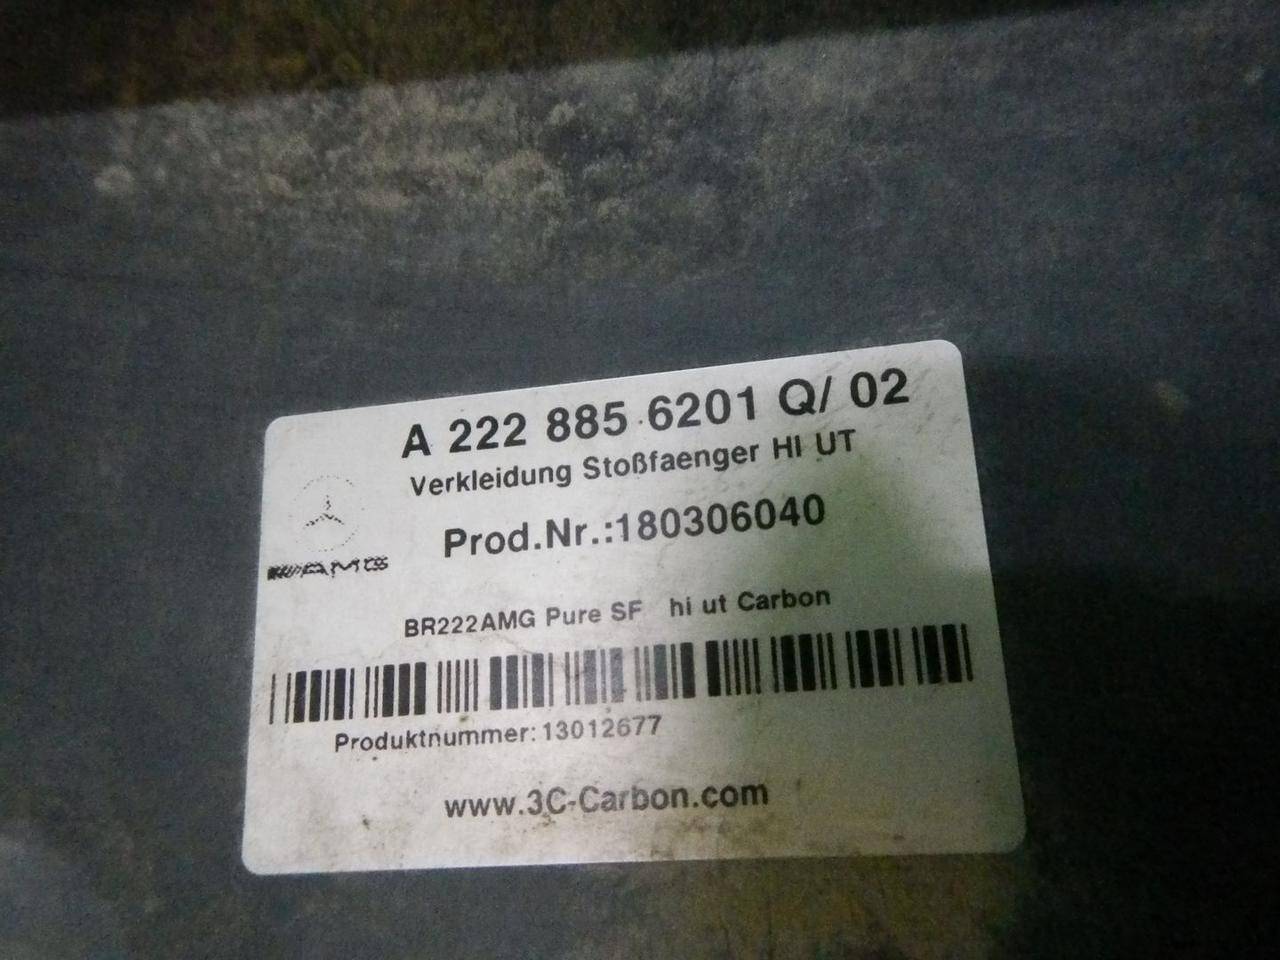 A 222 885 6201 Q/ 02
Verkleidung Stoßfaenger HI UT
Prod.Nr.:180306040
AMG
BR222AMG Pure SF hi ut Carbon
Produktnummer:13012677
www.3C-Carbon.com